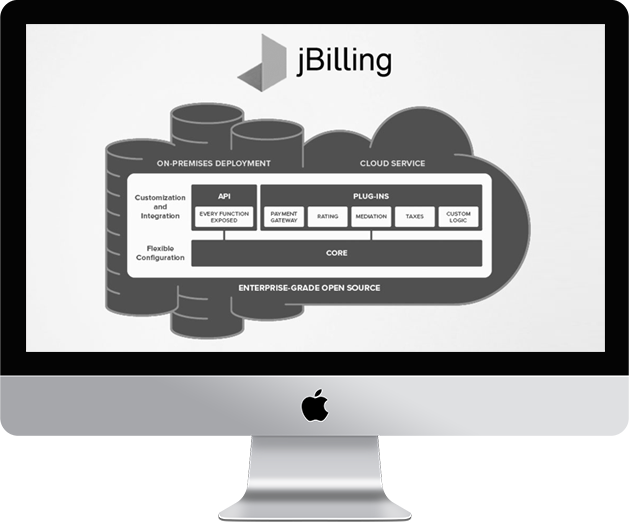 jBilling
ON-PREMISES DEPLOYMENT
CLOUD SERVICE
Customization
and
Integration
API
PLUG-INS
EVERY FUNCTION
EXPOSED
PAYMENT
GATEWAY
RATING
MEDIATION
TAXES
CUSTOM
LOGIC
Flexible
Configuration
CORE
ENTERPRISE-GRADE OPEN SOURCE